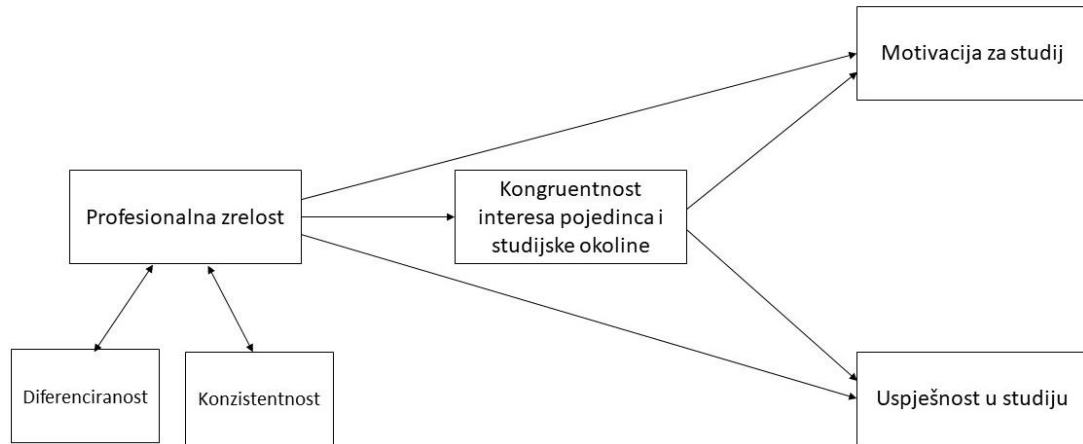 Motivacija za studij
Profesionalna zrelost
Kongruentnost
interesa pojedinca i
studijske okoline
Diferenciranost
Konzistentnost
Uspješnost u studiju